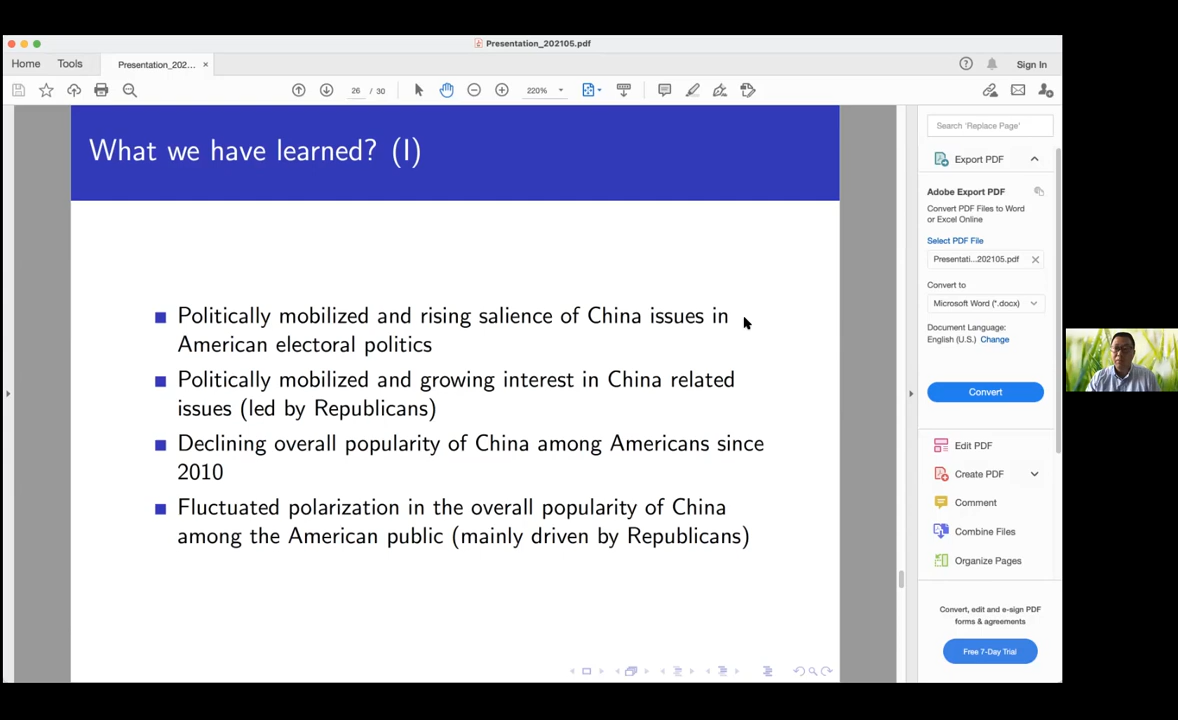 Presentation_202105.pdf
Home Tools Presentation_202... × Sign In
26 / 30 220%
What we have learned? (I)
Politically mobilized and rising salience of China issues in
American electoral politics
Politically mobilized and growing interest in China related
issues (led by Republicans)
Declining overall popularity of China among Americans since
2010
Fluctuated polarization in the overall popularity of China
among the American public (mainly driven by Republicans)
Search 'Replace Page'
Export PDF
Adobe Export PDF
Convert PDF Files to Word
or Excel Online
Select PDF File
Presentati...202105.pdf
Convert to
Microsoft Word (*.docx)
Document Language:
English (U.S.) Change
Convert
Edit PDF
Create PDF
Comment
Combine Files
Organize Pages
Convert, edit and e-sign PDF
forms & agreements
Free 7-Day Trial